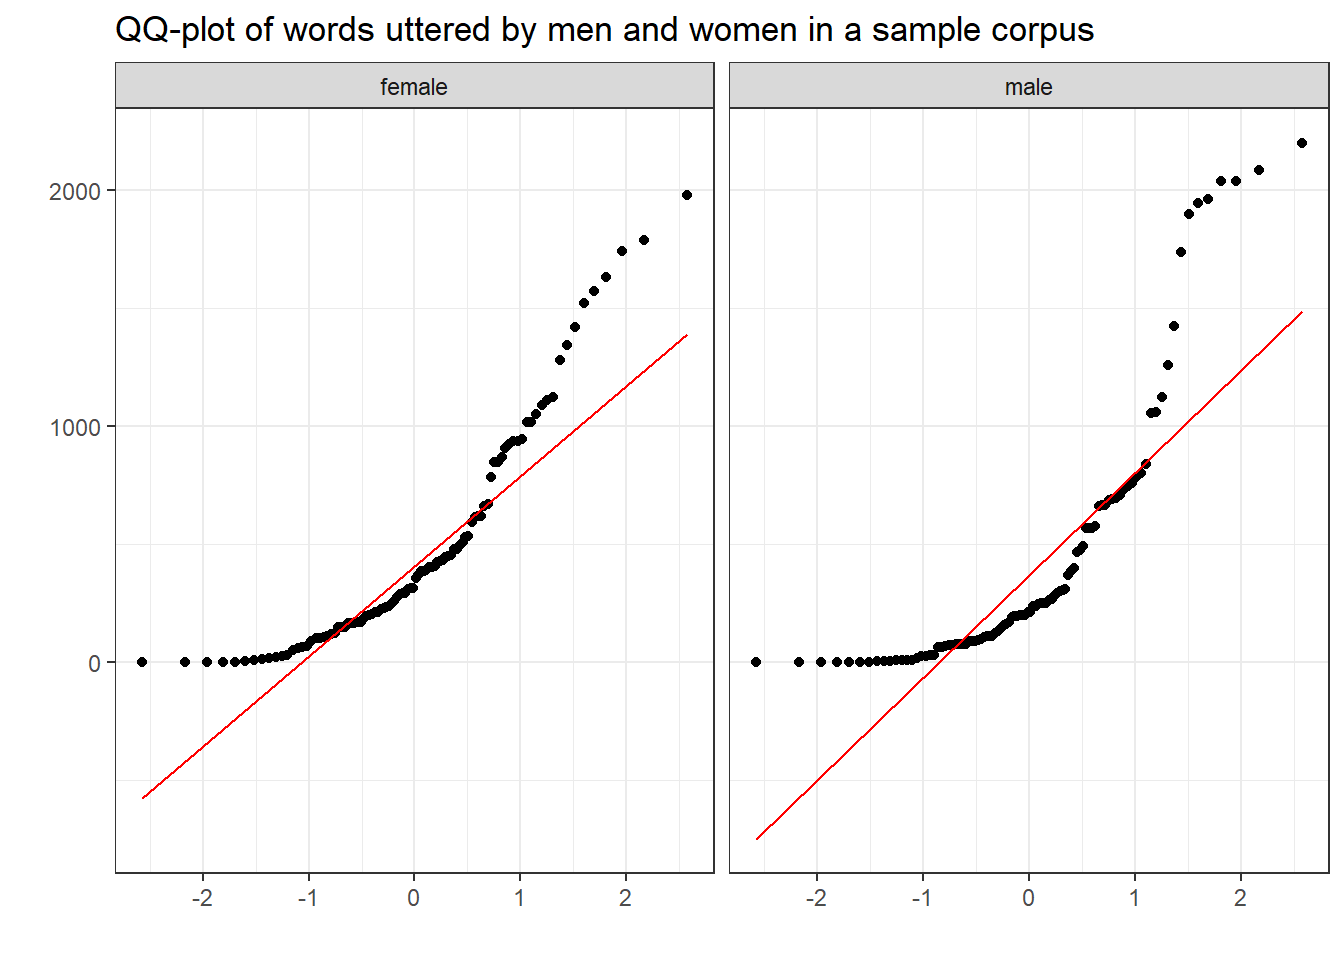 QQ-plot of words uttered by men and women in a sample corpus
female male
2000
1000
0
-2 -1 0 1 2 -2 -1 0 1 2